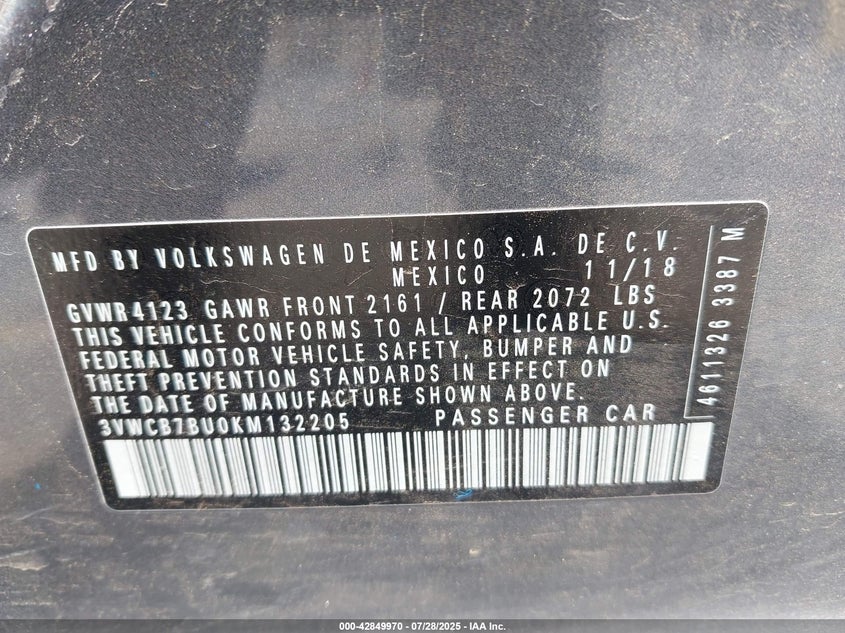 MFD BY VOLKSWAGEN DE MEXICO S.A. DE C.V.
MEXICO 11/18
GVWR4123 GAWR FRONT 2161 / REAR 2072 LBS
THIS VEHICLE CONFORMS TO ALL APPLICABLE U.S.
FEDERAL MOTOR VEHICLE SAFETY, BUMPER AND
THEFT PREVENTION STANDARDS IN EFFECT ON
THE DATE OF MANUFACTURE SHOWN ABOVE.
3VWCB7BU0KM132205 PASSENGER CAR
4611326 3387 M
000-42849970 | 07/28/2025 - IAA Inc.